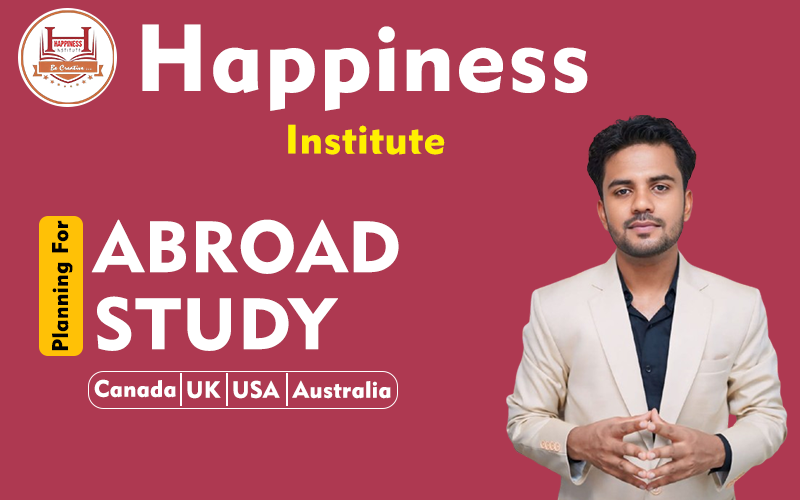 HAPPINESS
INSTITUTE
Be Creative....
Happiness
Institute
Planning For
ABROAD
STUDY
Canada|UK|USA|Australia